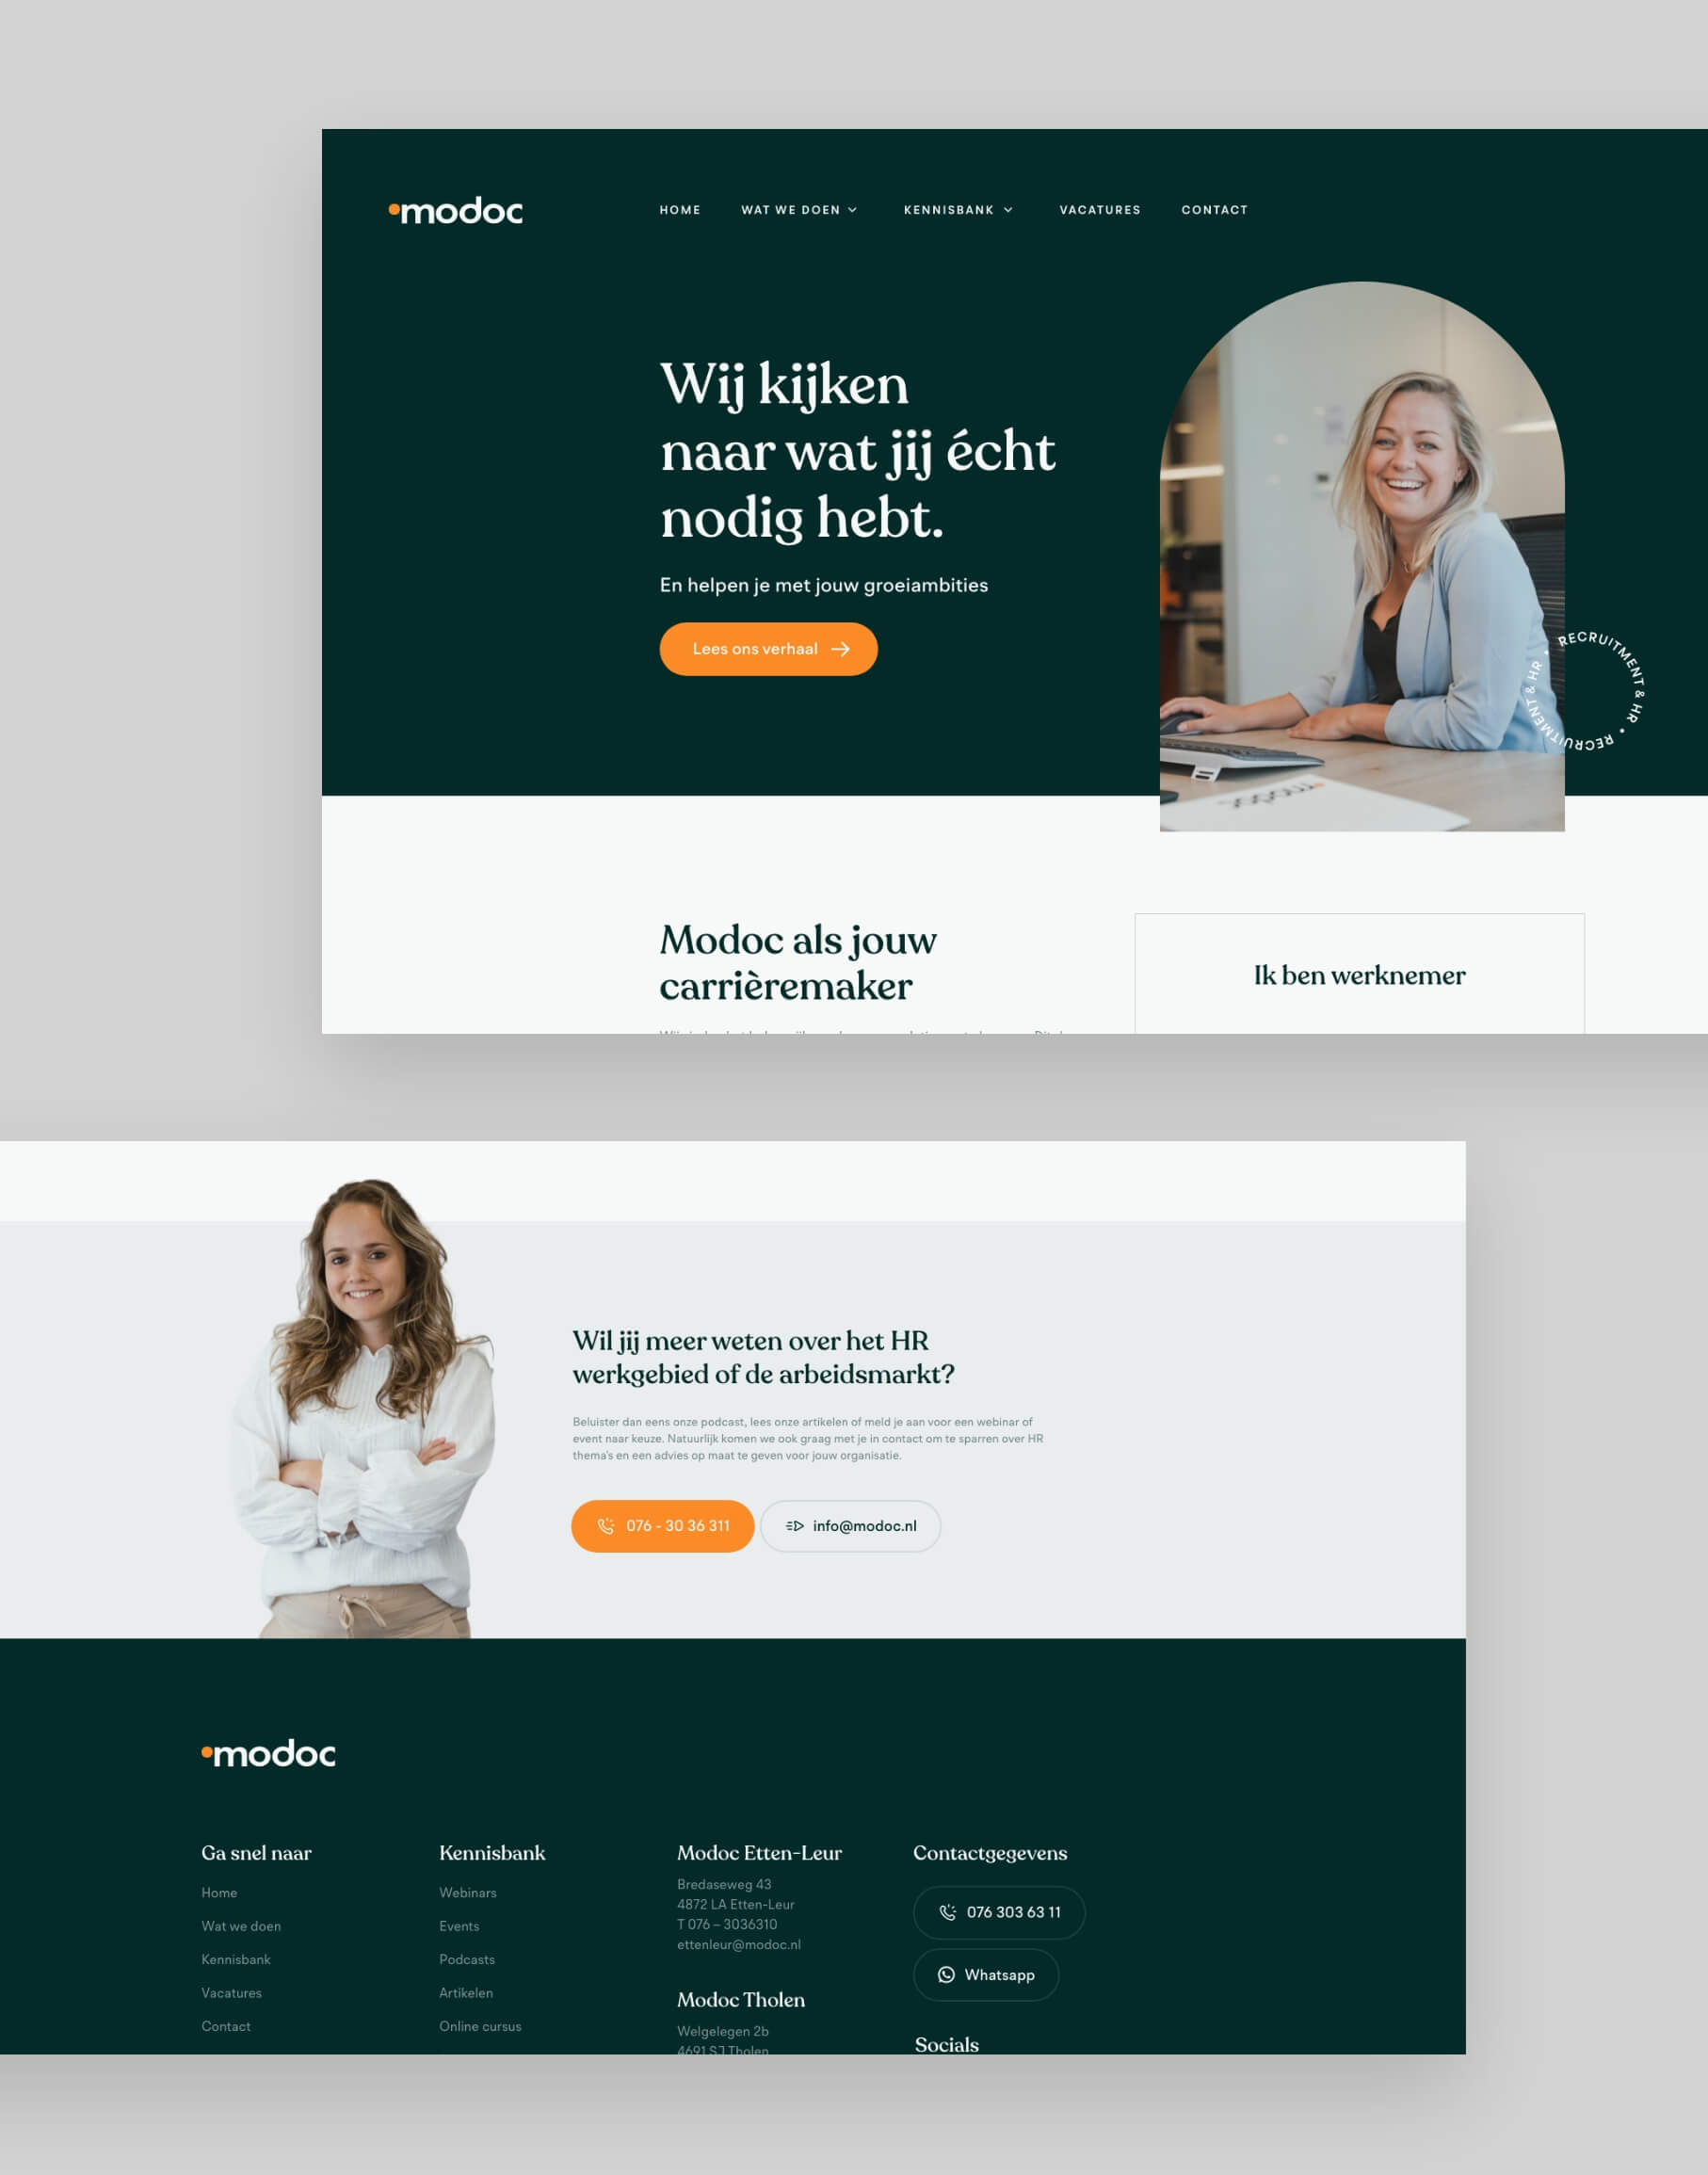 modoc
HOME WAT WE DOEN KENNISBANK VACATURES CONTACT
Wij kijken
naar wat jij écht
nodig hebt.
En helpen je met jouw groeiambities
Lees ons verhaal
RECRUITMENT & HR • RECRUITMENT & HR •
modoc
Modoc als jouw
carrièremaker
Ik ben werknemer
Wil jij meer weten over het HR
werkgebied of de arbeidsmarkt?
Beluister dan eens onze podcast, lees onze artikelen of meld je aan voor een webinar of
event naar keuze. Natuurlijk komen we ook graag met je in contact om te sparren over HR
thema's en een advies op maat te geven voor jouw organisatie.
076 - 30 36 311
info@modoc.nl
modoc
Ga snel naar
Home
Wat we doen
Kennisbank
Vacatures
Contact
Kennisbank
Webinars
Events
Podcasts
Artikelen
Online cursus
Modoc Etten-Leur
Bredaseweg 43
4872 LA Etten-Leur
T 076 – 3036310
ettenleur@modoc.nl
Modoc Tholen
Welgelegen 2b
4691 SJ Tholen
Contactgegevens
076 303 63 11
Whatsapp
Socials